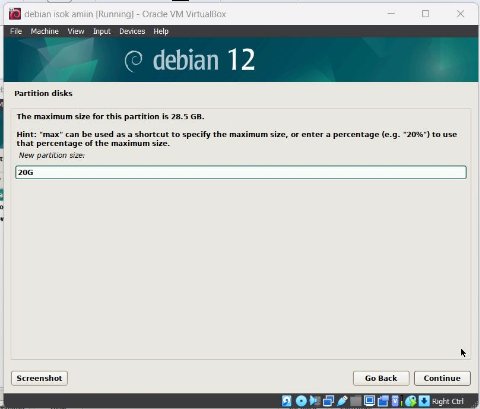 debian isok amiin [Running] - Oracle VM VirtualBox
File Machine View Input Devices Help
debian 12
Partition disks
The maximum size for this partition is 28.5 GB.
Hint: "max" can be used as a shortcut to specify the maximum size, or enter a percentage (e.g. "20%") to use
that percentage of the maximum size.
New partition size:
20G
Screenshot
Go Back
Continue
Right Ctrl